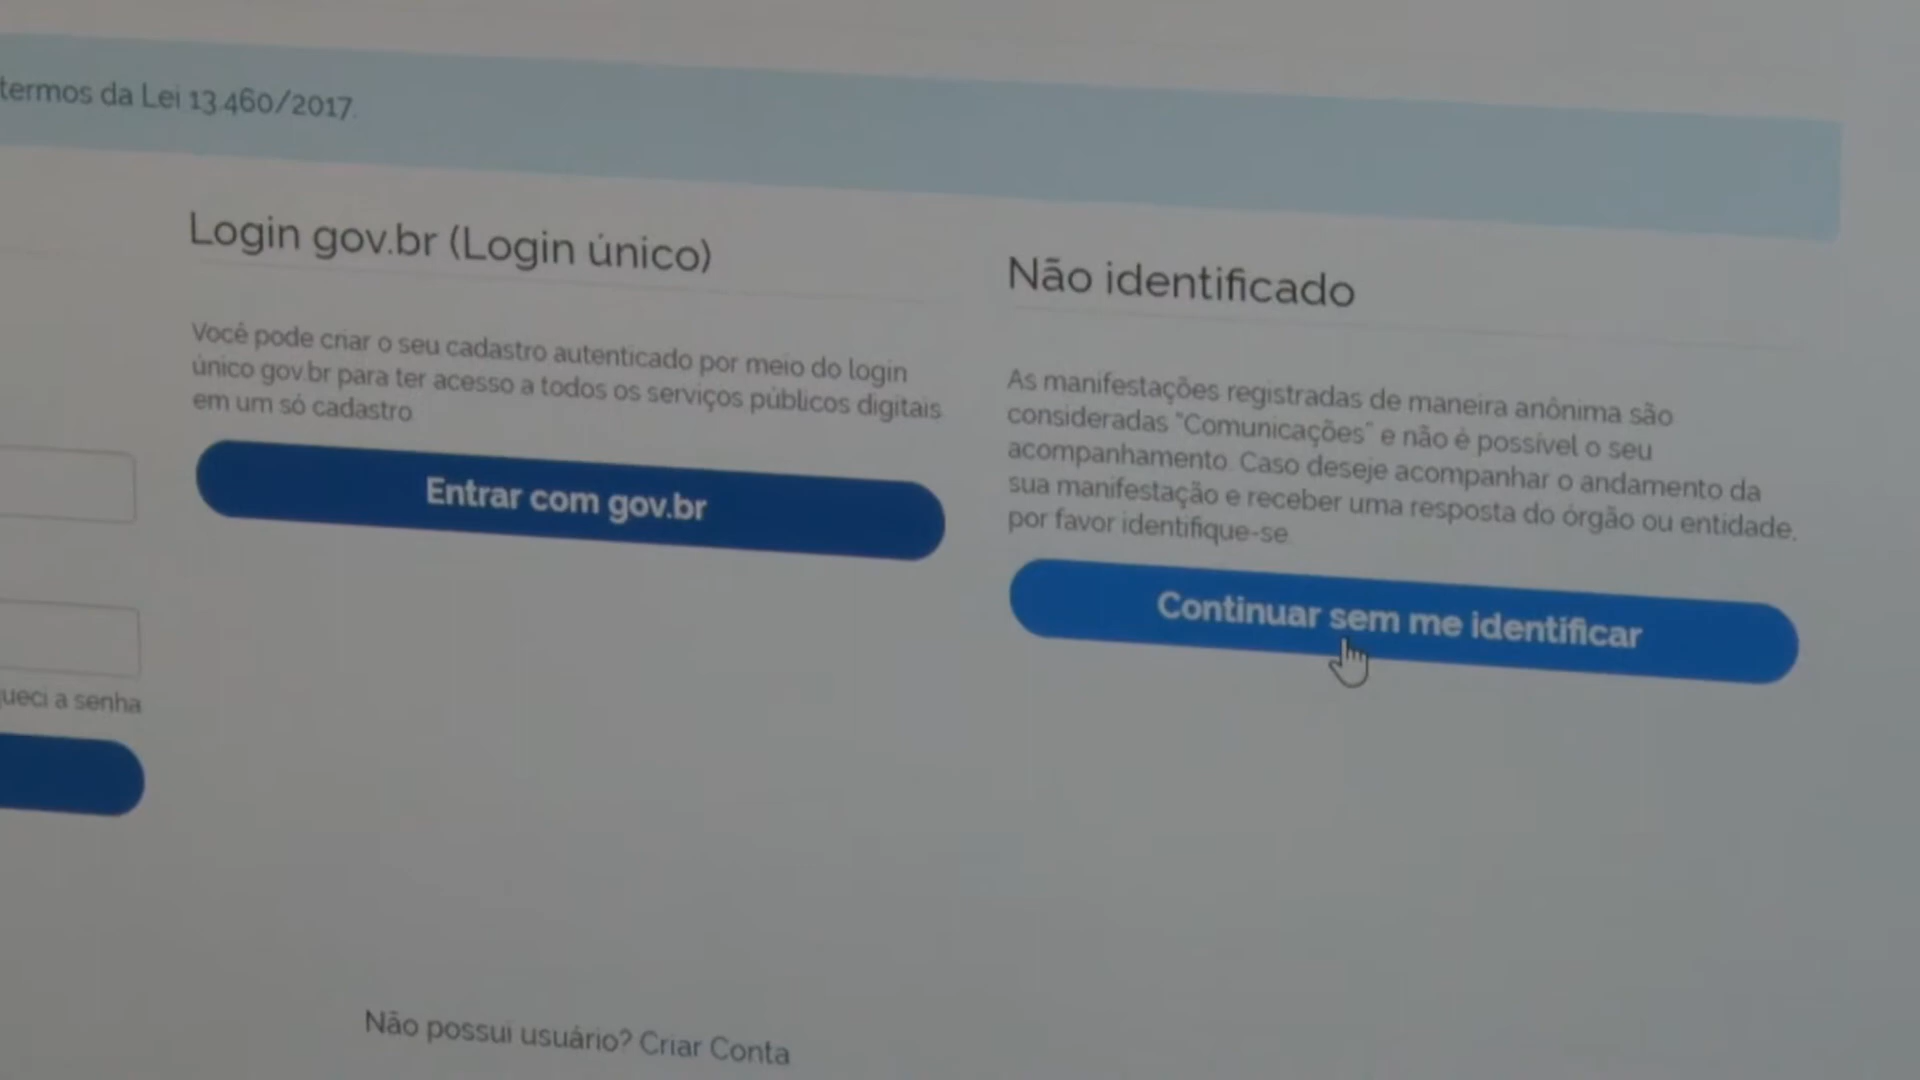 termos da Lei 13.460/2017.
Login gov.br (Login único)
Você pode criar o seu cadastro autenticado por meio do login
único gov.br para ter acesso a todos os serviços públicos digitais
em um só cadastro
Entrar com gov.br
Não identificado
As manifestações registradas de maneira anônima são
consideradas "Comunicações" e não é possível o seu
acompanhamento. Caso deseje acompanhar o andamento da
sua manifestação e receber uma resposta do órgão ou entidade,
por favor identifique-se
Continuar sem me identificar
ueci a senha
Não possui usuário? Criar Conta